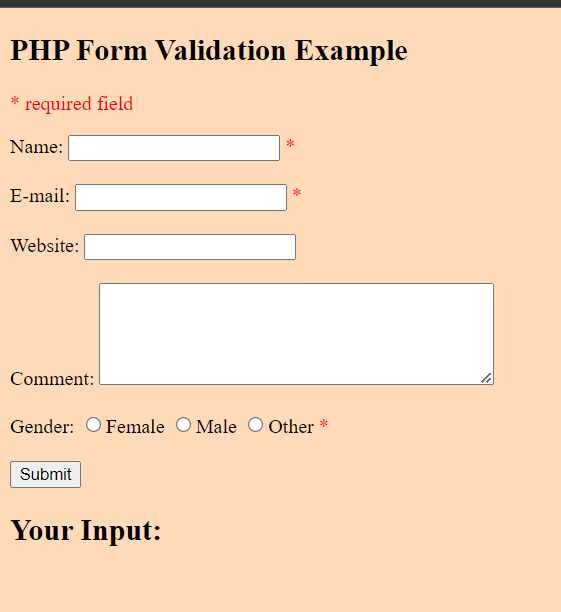 PHP Form Validation Example
* required field
Name: *
E-mail: *
Website:
Comment:
Gender: Female Male Other *
Submit
Your Input: